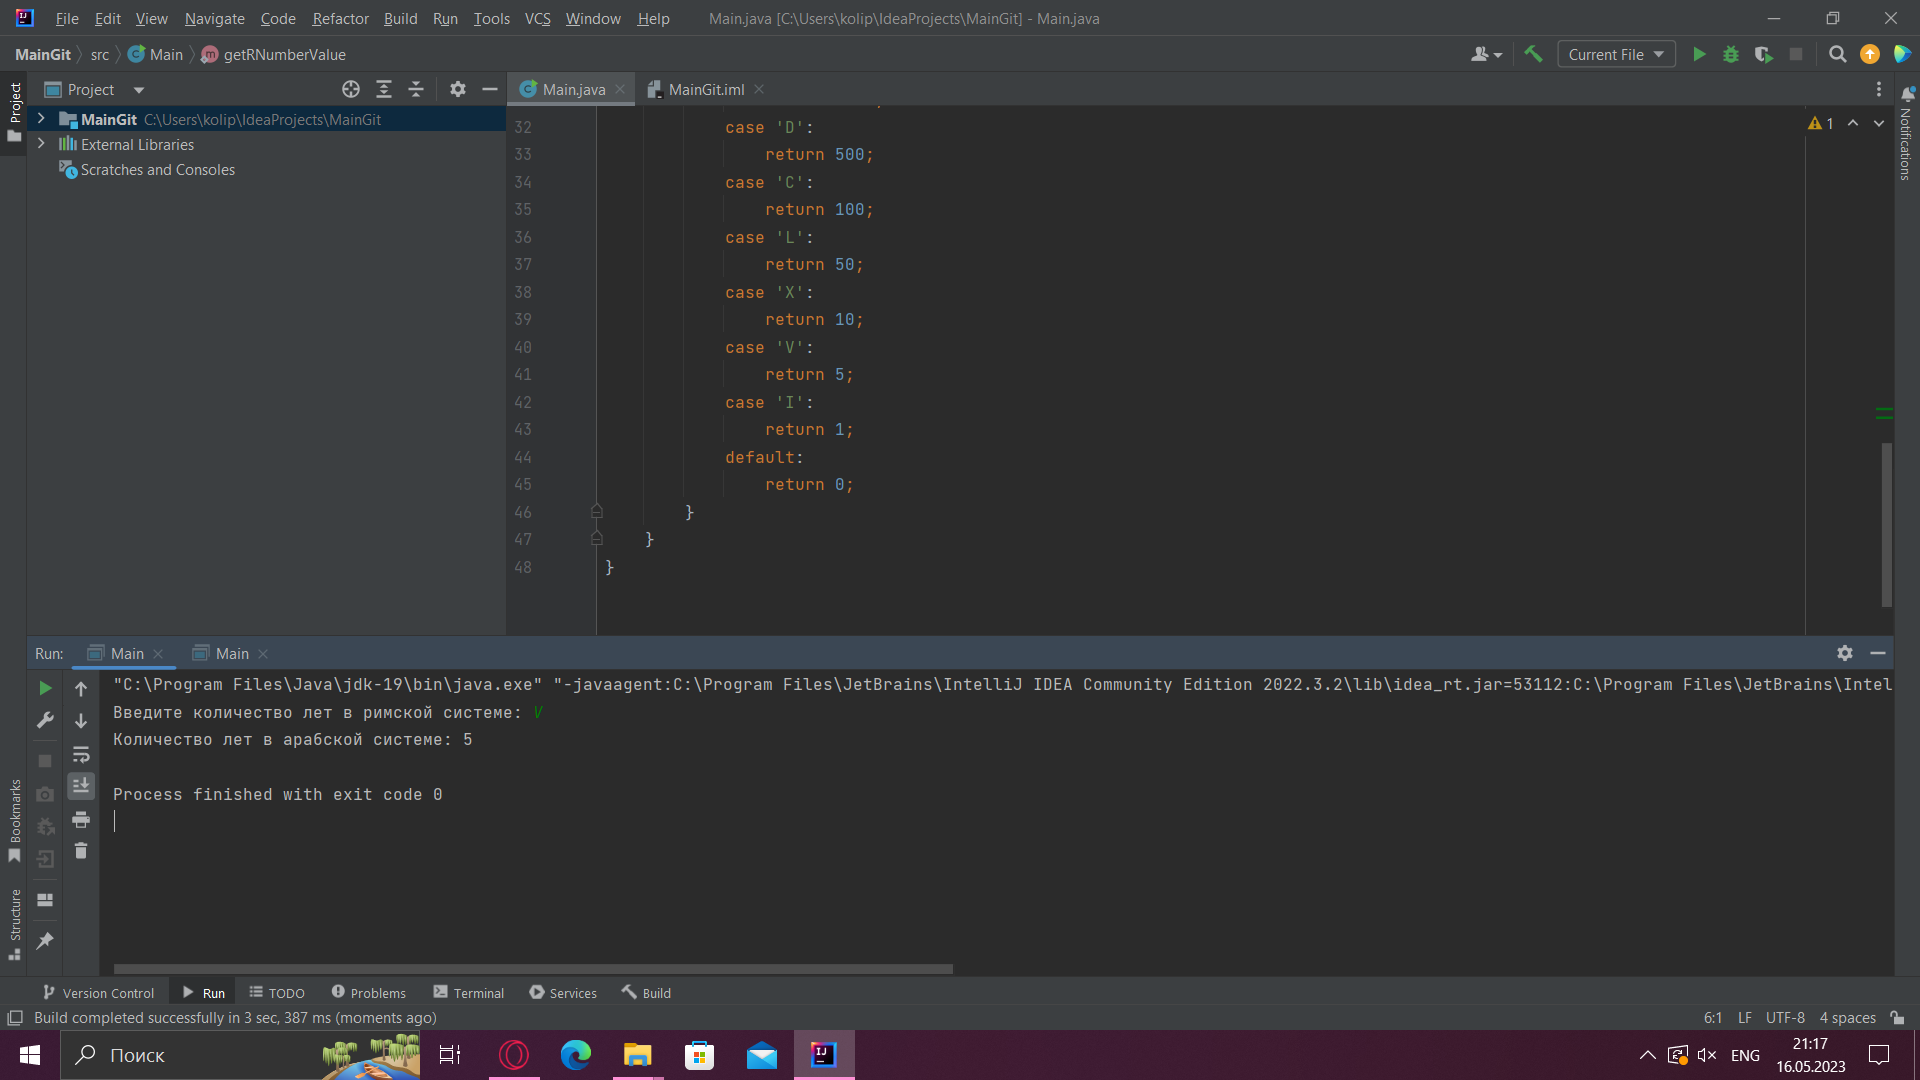 File Edit View Navigate Code Refactor Build Run Tools VCS Window Help Main.java [C:\Users\kolip\IdeaProjects\MainGit] - Main.java
MainGit src Main getRNumberValue Current File
Project Main.java MainGit.iml
Project
MainGit C:\Users\kolip\IdeaProjects\MainGit
External Libraries
Scratches and Consoles
Notifications
1
32 case 'D':
33 return 500;
34 case 'C':
35 return 100;
36 case 'L':
37 return 50;
38 case 'X':
39 return 10;
40 case 'V':
41 return 5;
42 case 'I':
43 return 1;
44 default:
45 return 0;
46 }
47 }
48 }
Run: Main Main
"C:\Program Files\Java\jdk-19\bin\java.exe" "-javaagent:C:\Program Files\JetBrains\IntelliJ IDEA Community Edition 2022.3.2\lib\idea_rt.jar=53112:C:\Program Files\JetBrains\Intel
Введите количество лет в римской системе: V
Количество лет в арабской системе: 5
Process finished with exit code 0
Bookmarks
Structure
Version Control Run TODO Problems Terminal Services Build
Build completed successfully in 3 sec, 387 ms (moments ago) 6:1 LF UTF-8 4 spaces
Поиск ENG 21:17
16.05.2023